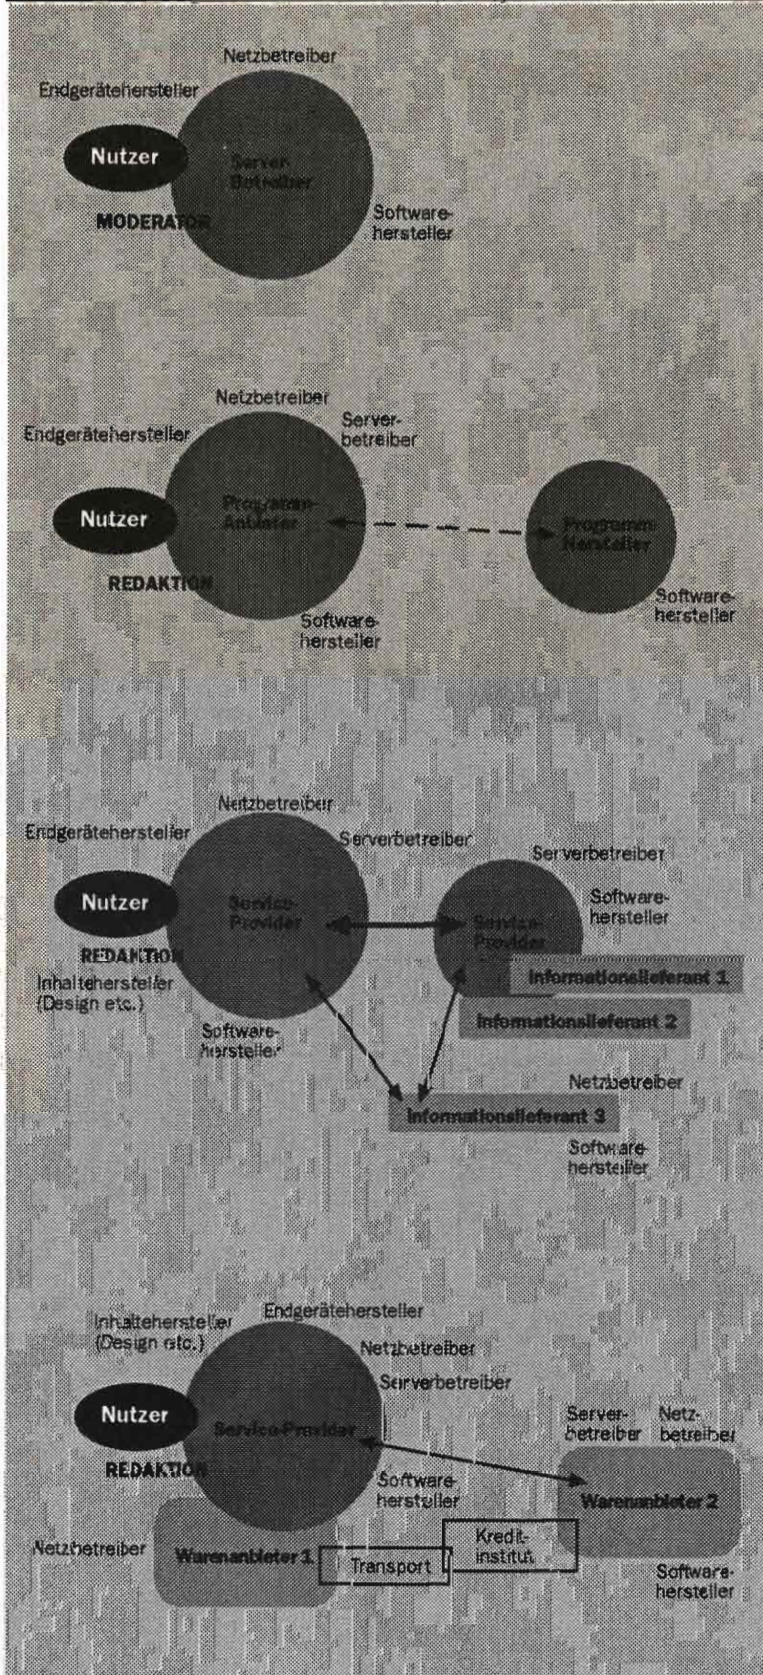 Netzbetreiber
Endgerätehersteller
Nutzer
Server-
Betreiber
MODERATOR
Software-
hersteller
Netzbetreiber
Server-
betreiber
Endgerätehersteller
Nutzer
Programm-
Anbieter
Programm-
Hersteller
REDAKTION
Software-
hersteller
Software-
hersteller
Netzbetreiber
Endgerätehersteller
Serverbetreiber
Serverbetreiber
Nutzer
Service-
Provider
Service-
Provider
Software-
hersteller
REDAKTION
Inhaltehersteller
(Design etc.)
Informationslieferant 1
Informationslieferant 2
Software-
hersteller
Netzbetreiber
Informationslieferant 3
Software-
hersteller
Inhaltehersteller
(Design etc.)
Endgerätehersteller
Netzbetreiber
Serverbetreiber
Nutzer
Service-Provider
Server-
betreiber
Netz-
betreiber
REDAKTION
Software-
hersteller
Warenanbieter 2
Netzbetreiber
Warenanbieter 1
Transport
Kredit-
institut
Software-
hersteller